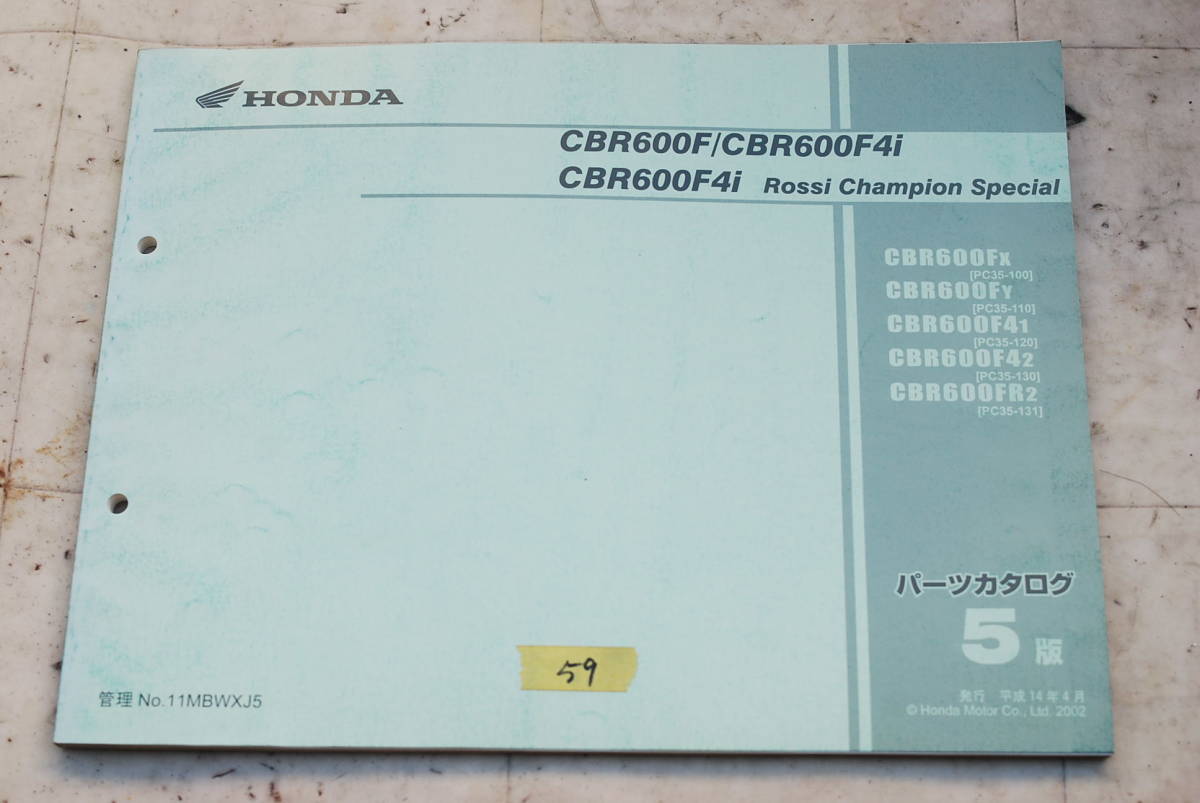 HONDA
CBR600F/CBR600F4i
CBR600F4i Rossi Champion Special
CBR600FX
[PC35-100]
CBR600FY
[PC35-110]
CBR600F41
[PC35-120]
CBR600F42
[PC35-130]
CBR600FR2
[PC35-131]
パーツカタログ
5版
59
管理 No.11MBWXJ5
発行 平成14年4月
© Honda Motor Co., Ltd. 2002